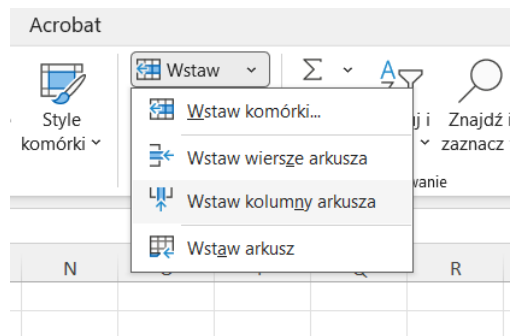 Acrobat
Wstaw
Style
komórki
Wstaw komórki...
Wstaw wiersze arkusza
Wstaw kolumny arkusza
Wstaw arkusz
i
Znajdź i
zaznacz
N
Q
R